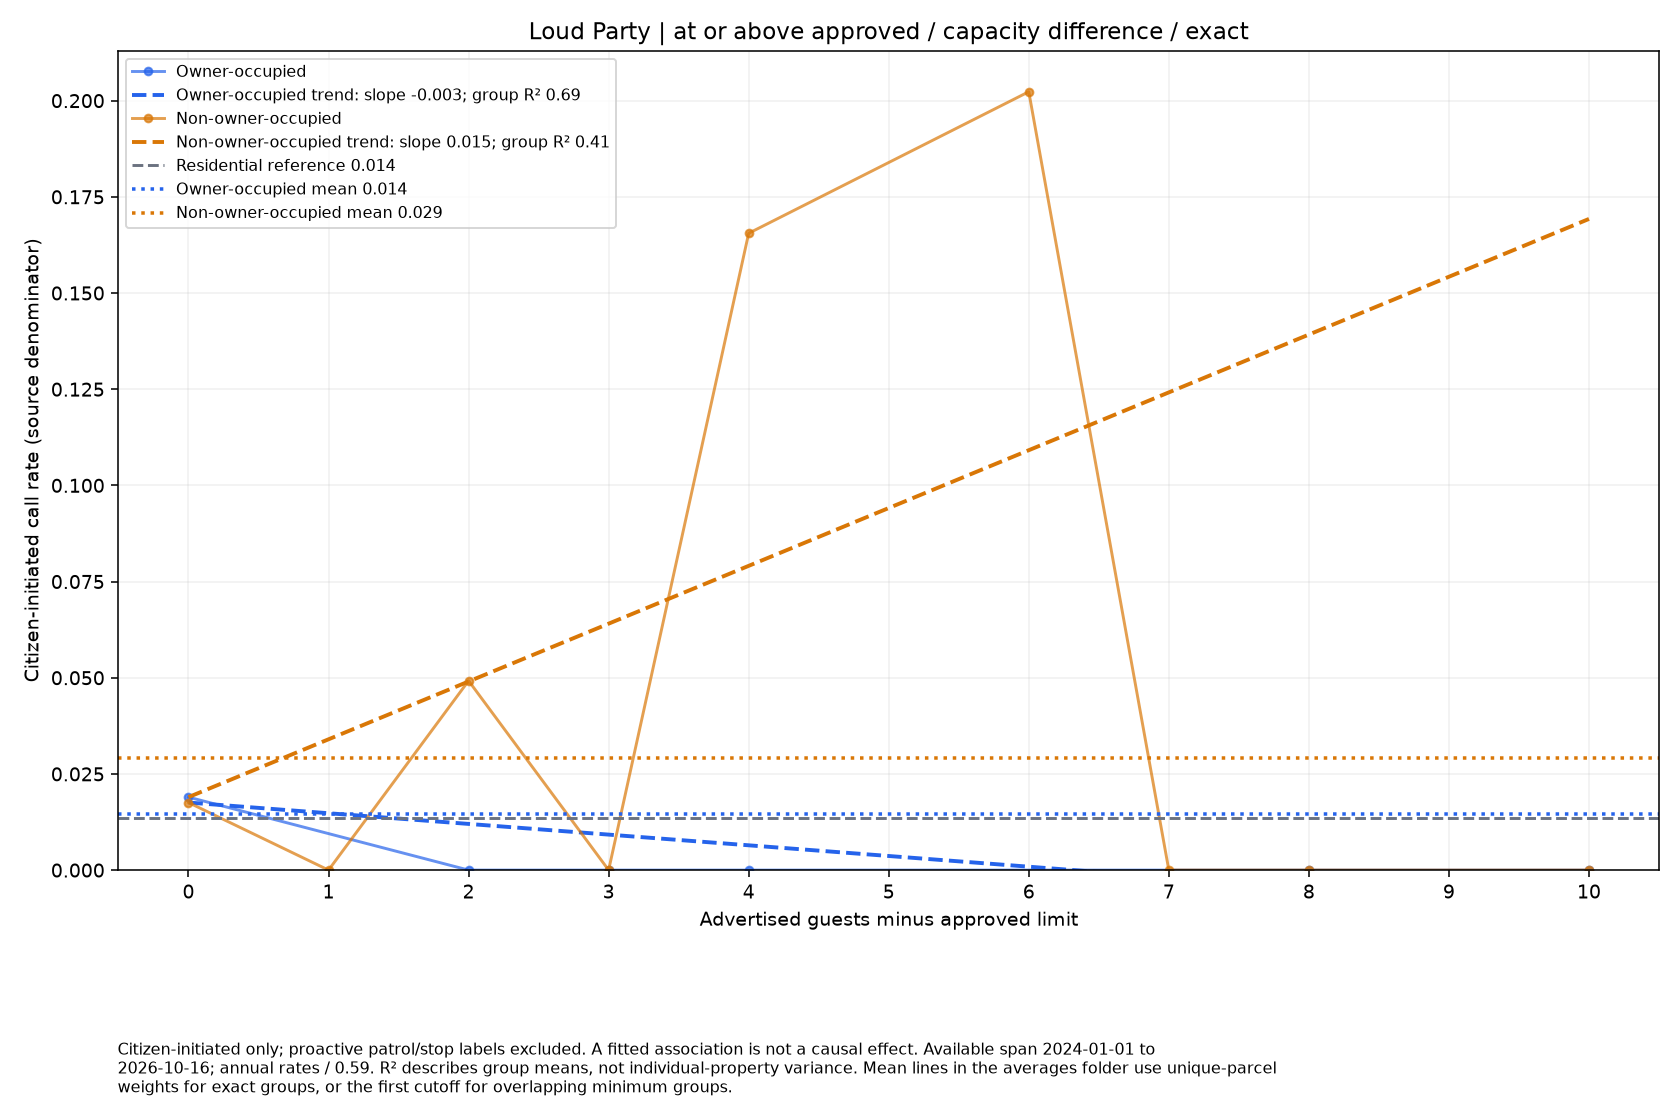 Loud Party | at or above approved / capacity difference / exact
Owner-occupied
Owner-occupied trend: slope -0.003; group R² 0.69
Non-owner-occupied
Non-owner-occupied trend: slope 0.015; group R² 0.41
Residential reference 0.014
Owner-occupied mean 0.014
Non-owner-occupied mean 0.029
Citizen-initiated call rate (source denominator)
0.200
0.175
0.150
0.125
0.100
0.075
0.050
0.025
0.000
0 1 2 3 4 5 6 7 8 9 10
Advertised guests minus approved limit
Citizen-initiated only; proactive patrol/stop labels excluded. A fitted association is not a causal effect. Available span 2024-01-01 to
2026-10-16; annual rates / 0.59. R² describes group means, not individual-property variance. Mean lines in the averages folder use unique-parcel
weights for exact groups, or the first cutoff for overlapping minimum groups.